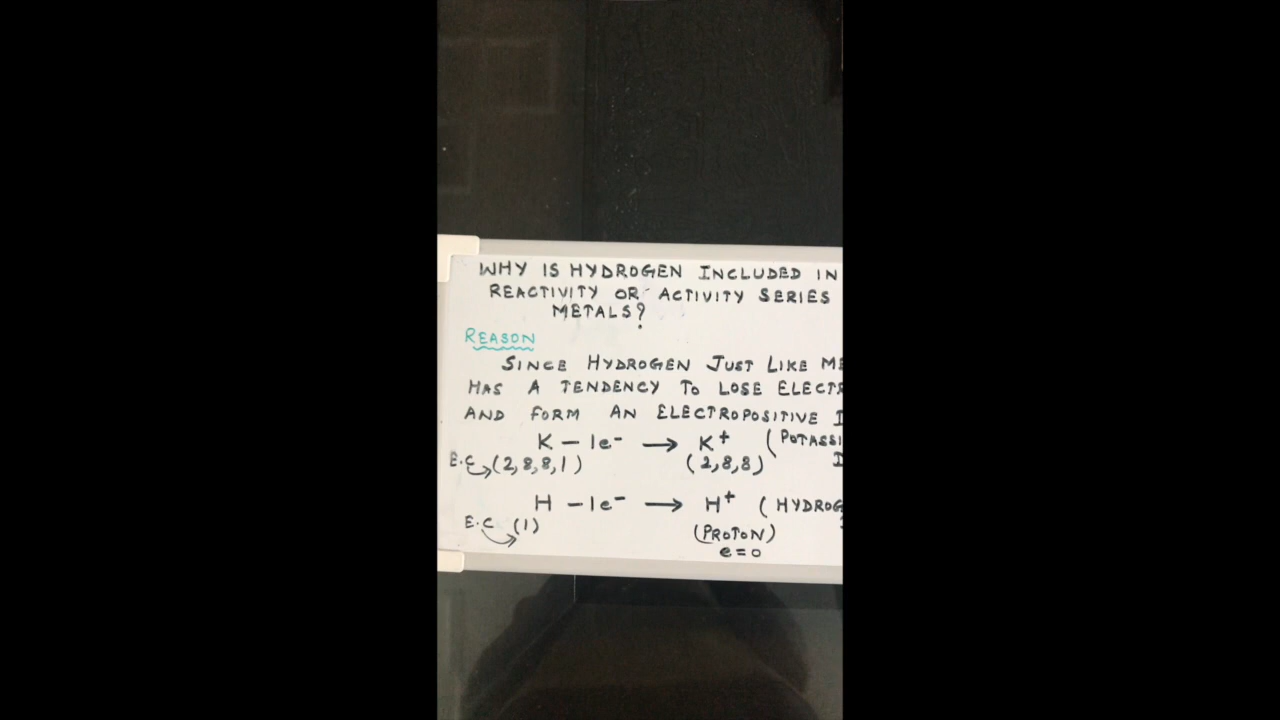 WHY IS HYDROGEN INCLUDED IN
REACTIVITY OR ACTIVITY SERIES
METALS?
REASON
SINCE HYDROGEN JUST LIKE
HAS A TENDENCY TO LOSE
AND FORM AN ELECTROPOSITIVE
K – 1e⁻ → K⁺
E.C (2,8,8,1) (2,8,8)
H – 1e⁻ → H⁺
E.C (1) (PROTON)
e=0